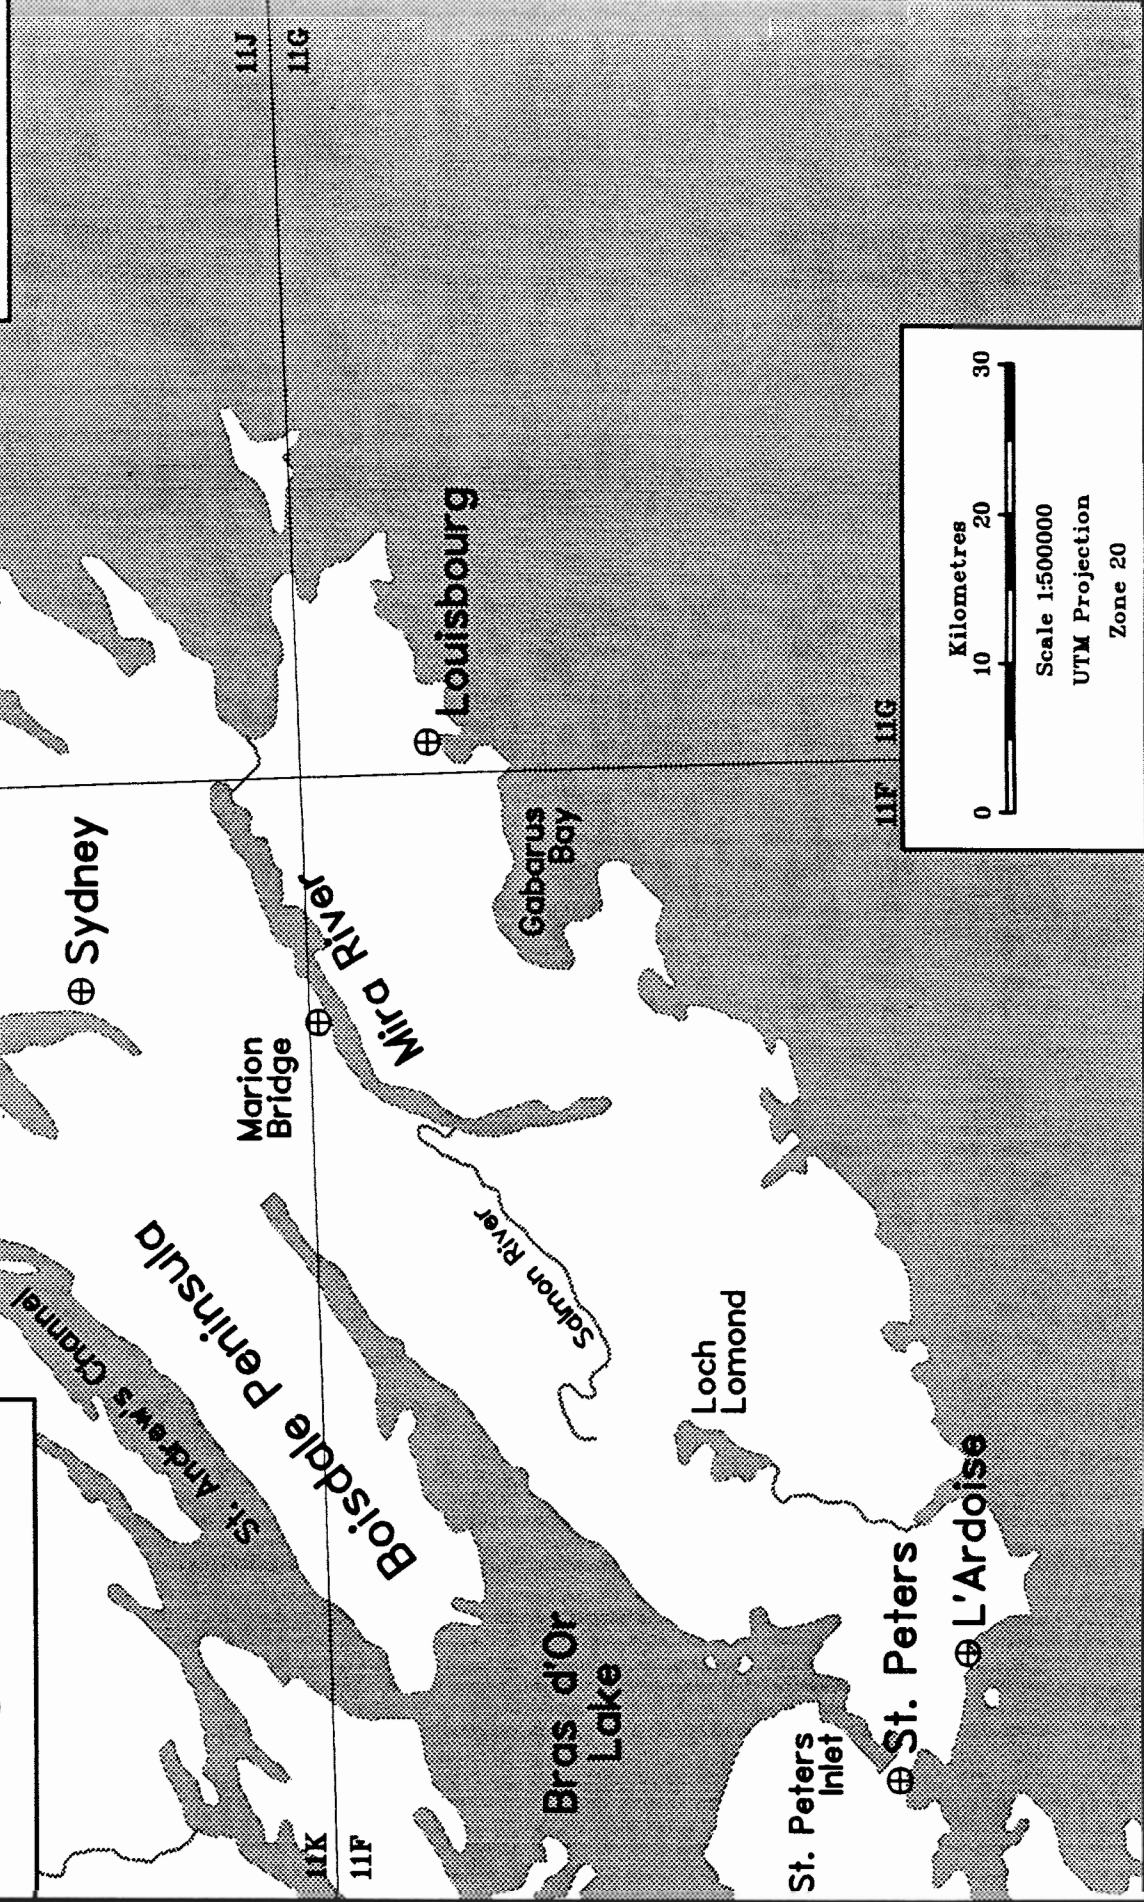 11J
11G
Sydney
Marion
Bridge
Mira River
Louisbourg
Gabarus
Bay
St. Andrew's Channel
Boisdale Peninsula
Salmon River
Loch
Lomond
11K
11F
Bras d'Or
Lake
St. Peters
Inlet
St. Peters
L'Ardoise
11F
11G
Kilometres
0 10 20 30
Scale 1:500000
UTM Projection
Zone 20